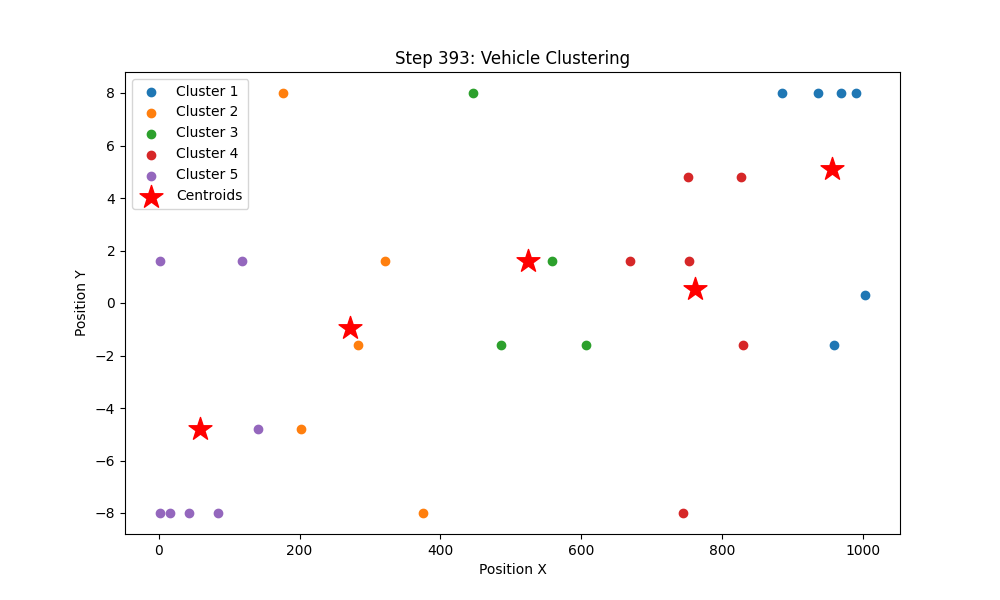 Step 393: Vehicle Clustering
Cluster 1
Cluster 2
Cluster 3
Cluster 4
Cluster 5
Centroids
8
6
4
2
0
−2
−4
−6
−8
Position Y
0 200 400 600 800 1000
Position X